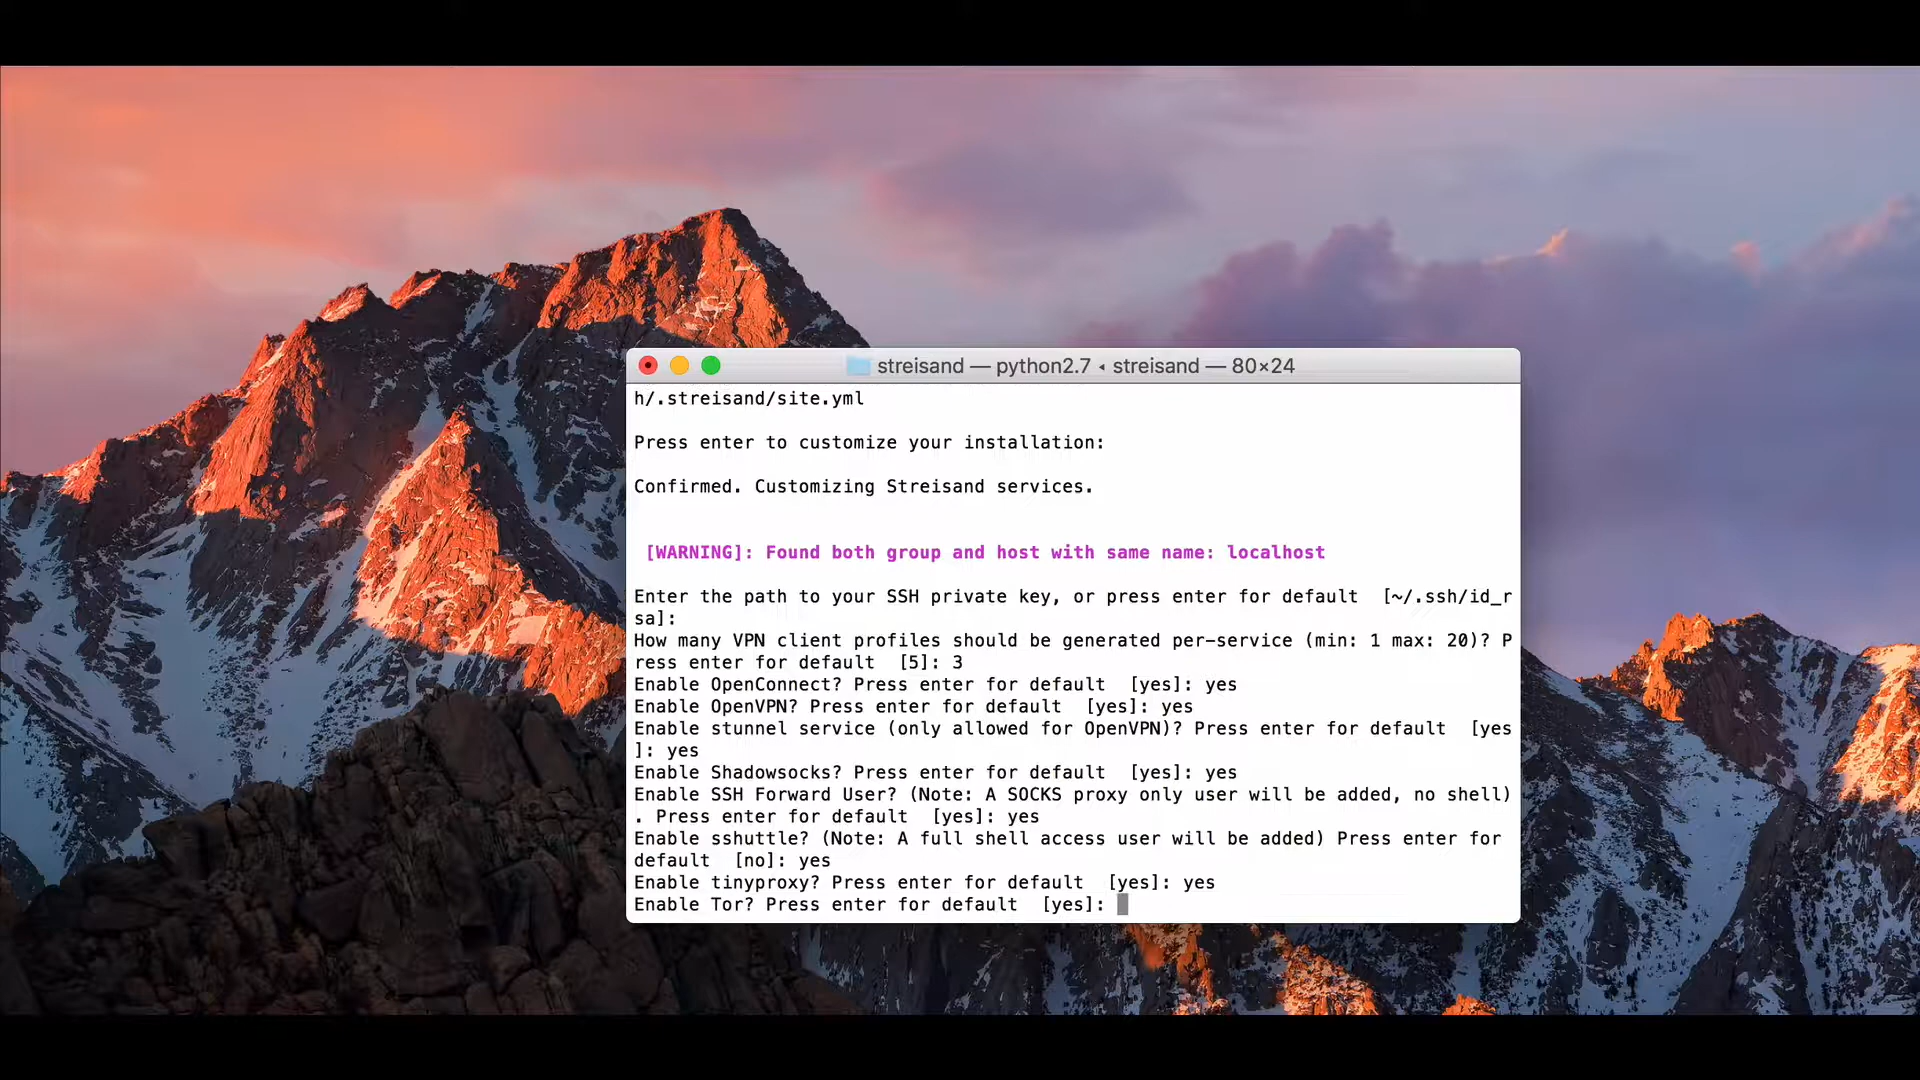 streisand — python2.7 ◂ streisand — 80×24
h/.streisand/site.yml
Press enter to customize your installation:
Confirmed. Customizing Streisand services.
[WARNING]: Found both group and host with same name: localhost
Enter the path to your SSH private key, or press enter for default  [~/.ssh/id_r
sa]:
How many VPN client profiles should be generated per-service (min: 1 max: 20)? P
ress enter for default  [5]: 3
Enable OpenConnect? Press enter for default  [yes]: yes
Enable OpenVPN? Press enter for default  [yes]: yes
Enable stunnel service (only allowed for OpenVPN)? Press enter for default  [yes
]: yes
Enable Shadowsocks? Press enter for default  [yes]: yes
Enable SSH Forward User? (Note: A SOCKS proxy only user will be added, no shell)
. Press enter for default  [yes]: yes
Enable sshuttle? (Note: A full shell access user will be added) Press enter for
default  [no]: yes
Enable tinyproxy? Press enter for default  [yes]: yes
Enable Tor? Press enter for default  [yes]: